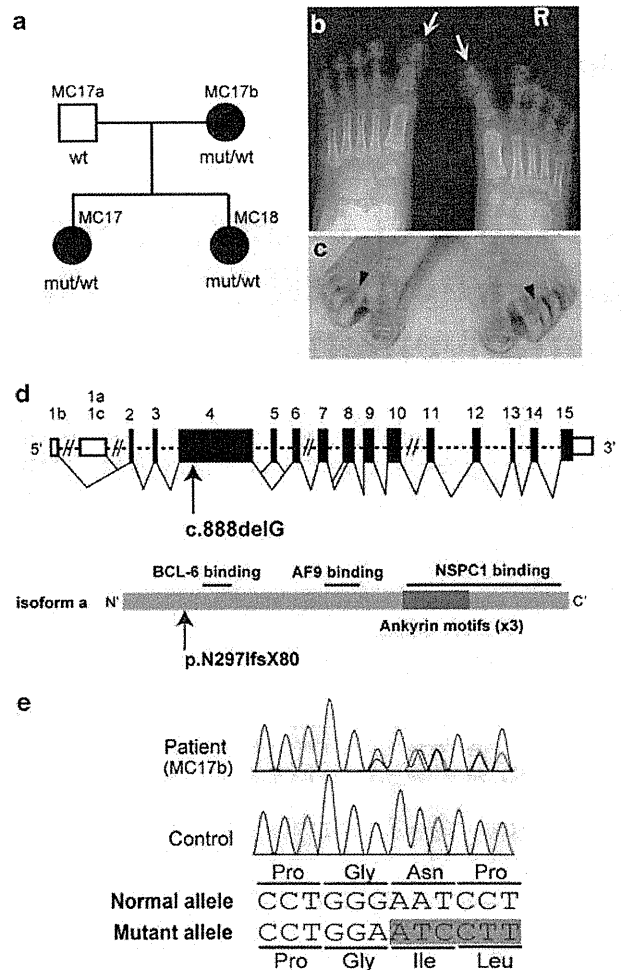 a
MC17a
MC17b
wt
mut/wt
MC17
MC18
mut/wt
mut/wt
b
R
c
d
1a
1b 1c 2 3 4 5 6 7 8 9 10 11 12 13 14 15
5' 3'
c.888delG
BCL-6 binding AF9 binding NSPC1 binding
isoform a N' C'
Ankyrin motifs (x3)
p.N297IfsX80
e
Patient
(MC17b)
Control
Pro Gly Asn Pro
Normal allele CCTGGGAATCCT
Mutant allele CCTGGAATCCTT
Pro Gly Ile Leu